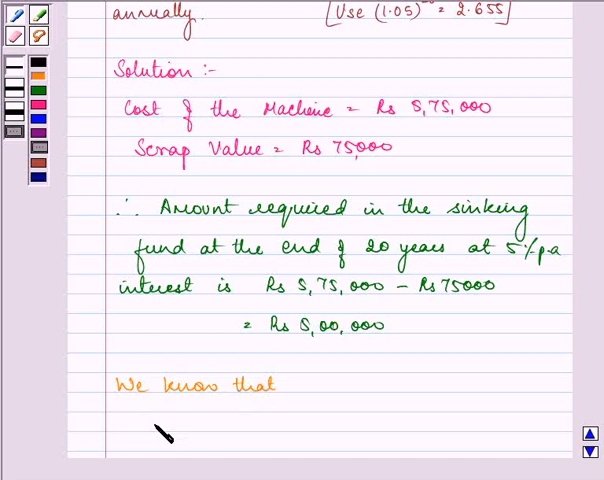 annually. [Use (1.05)²⁰ = 2.655]
Solution :-
Cost of the Machine = Rs 5,75,000
Scrap Value = Rs 75,000
∴ Amount required in the sinking
fund at the end of 20 years at 5% p.a
interest is Rs 5,75,000 - Rs 75000
= Rs 5,00,000
We know that